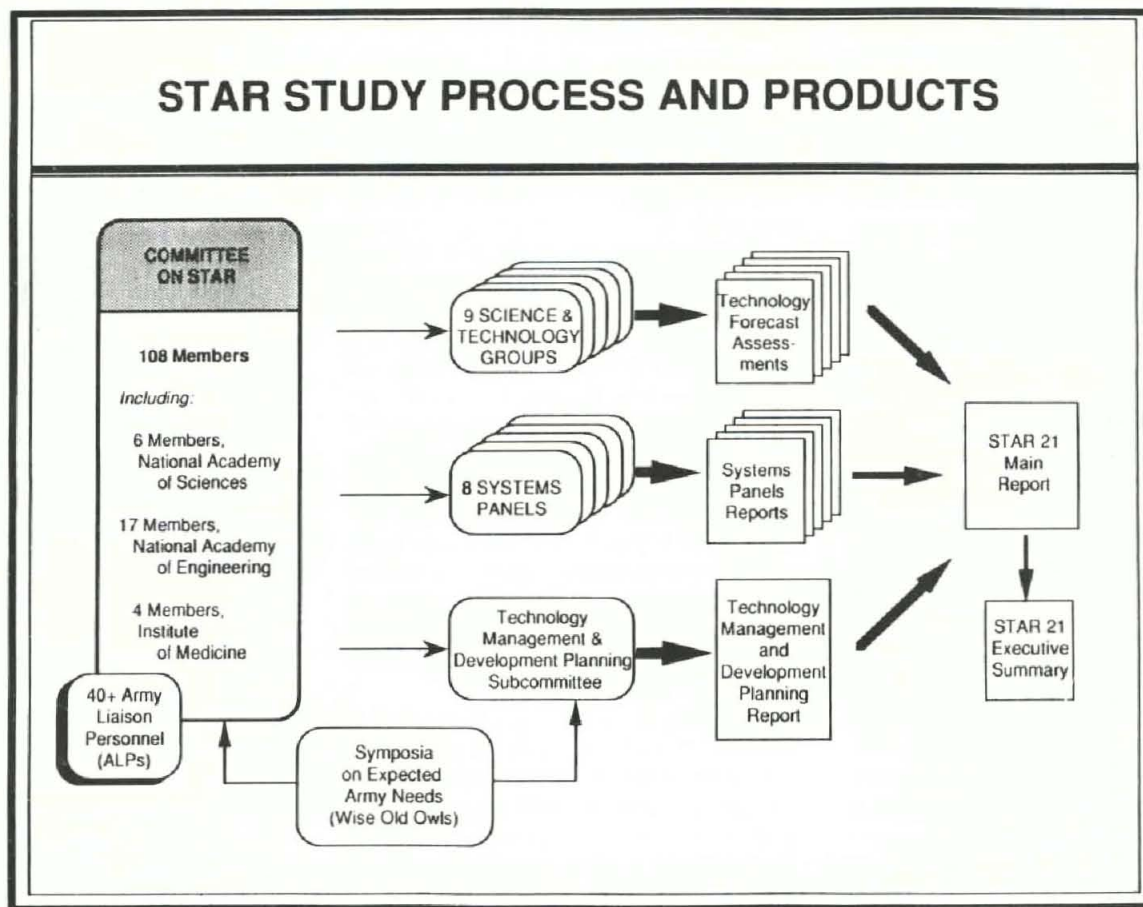 STAR STUDY PROCESS AND PRODUCTS
COMMITTEE
ON STAR
108 Members
Including:
6 Members,
National Academy
of Sciences
17 Members,
National Academy
of Engineering
4 Members,
Institute
of Medicine
40+ Army
Liaison
Personnel
(ALPs)
9 SCIENCE &
TECHNOLOGY
GROUPS
Technology
Forecast
Assess-
ments
8 SYSTEMS
PANELS
Systems
Panels
Reports
Technology
Management &
Development Planning
Subcommittee
Technology
Management
and
Development
Planning
Report
Symposia
on Expected
Army Needs
(Wise Old Owls)
STAR 21
Main
Report
STAR 21
Executive
Summary